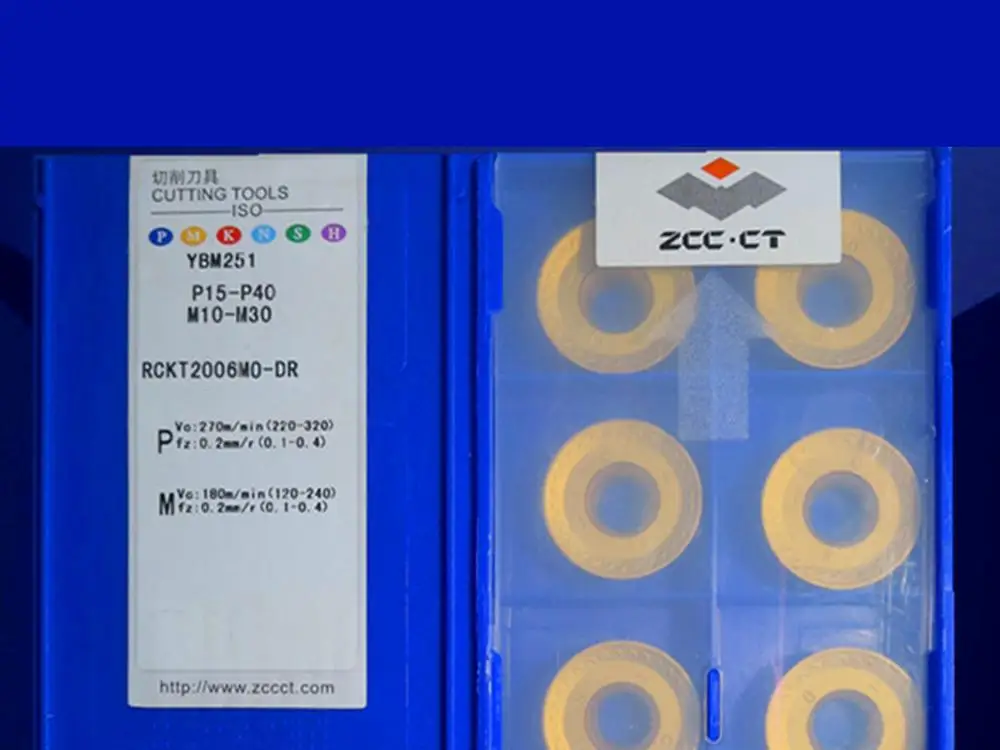 切削刀具
CUTTING TOOLS
ISO
P M K N S H
YBM251
P15-P40
M10-M30
RCKT2006MO-DR
P
Vc:270m/min(220-320)
fz:0.2mm/r(0.1-0.4)
M
Vc:180m/min(120-240)
fz:0.2mm/r(0.1-0.4)
http://www.zccct.com
ZCC·CT